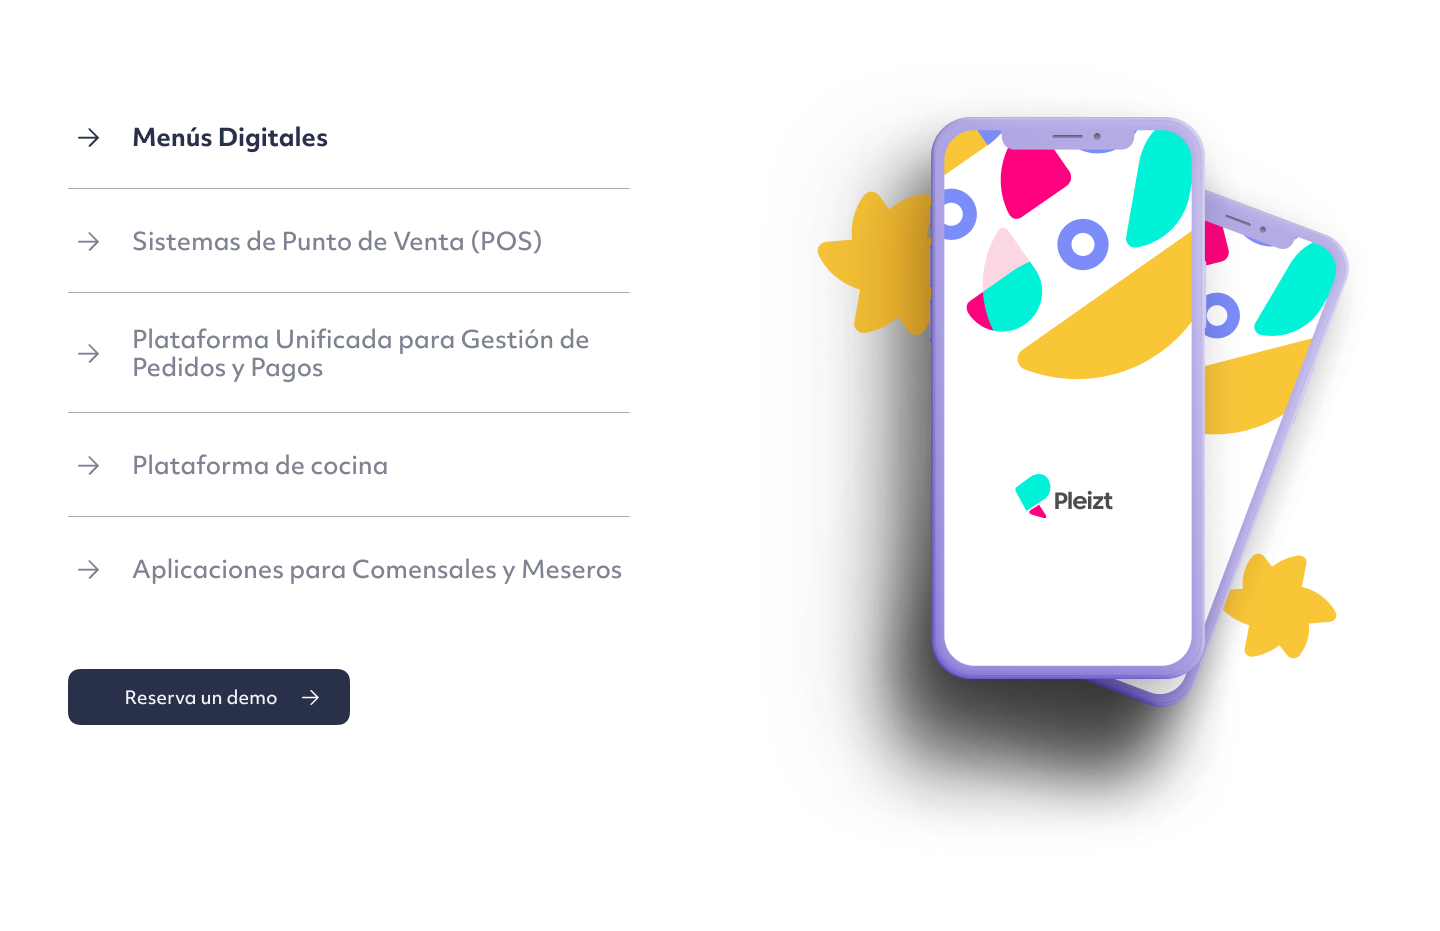 Menús Digitales
Sistemas de Punto de Venta (POS)
Plataforma Unificada para Gestión de
Pedidos y Pagos
Plataforma de cocina
Aplicaciones para Comensales y Meseros
Reserva un demo
Pleizt